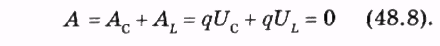 A = A_C + A_L = qU_C + qU_L = 0 (48.8).